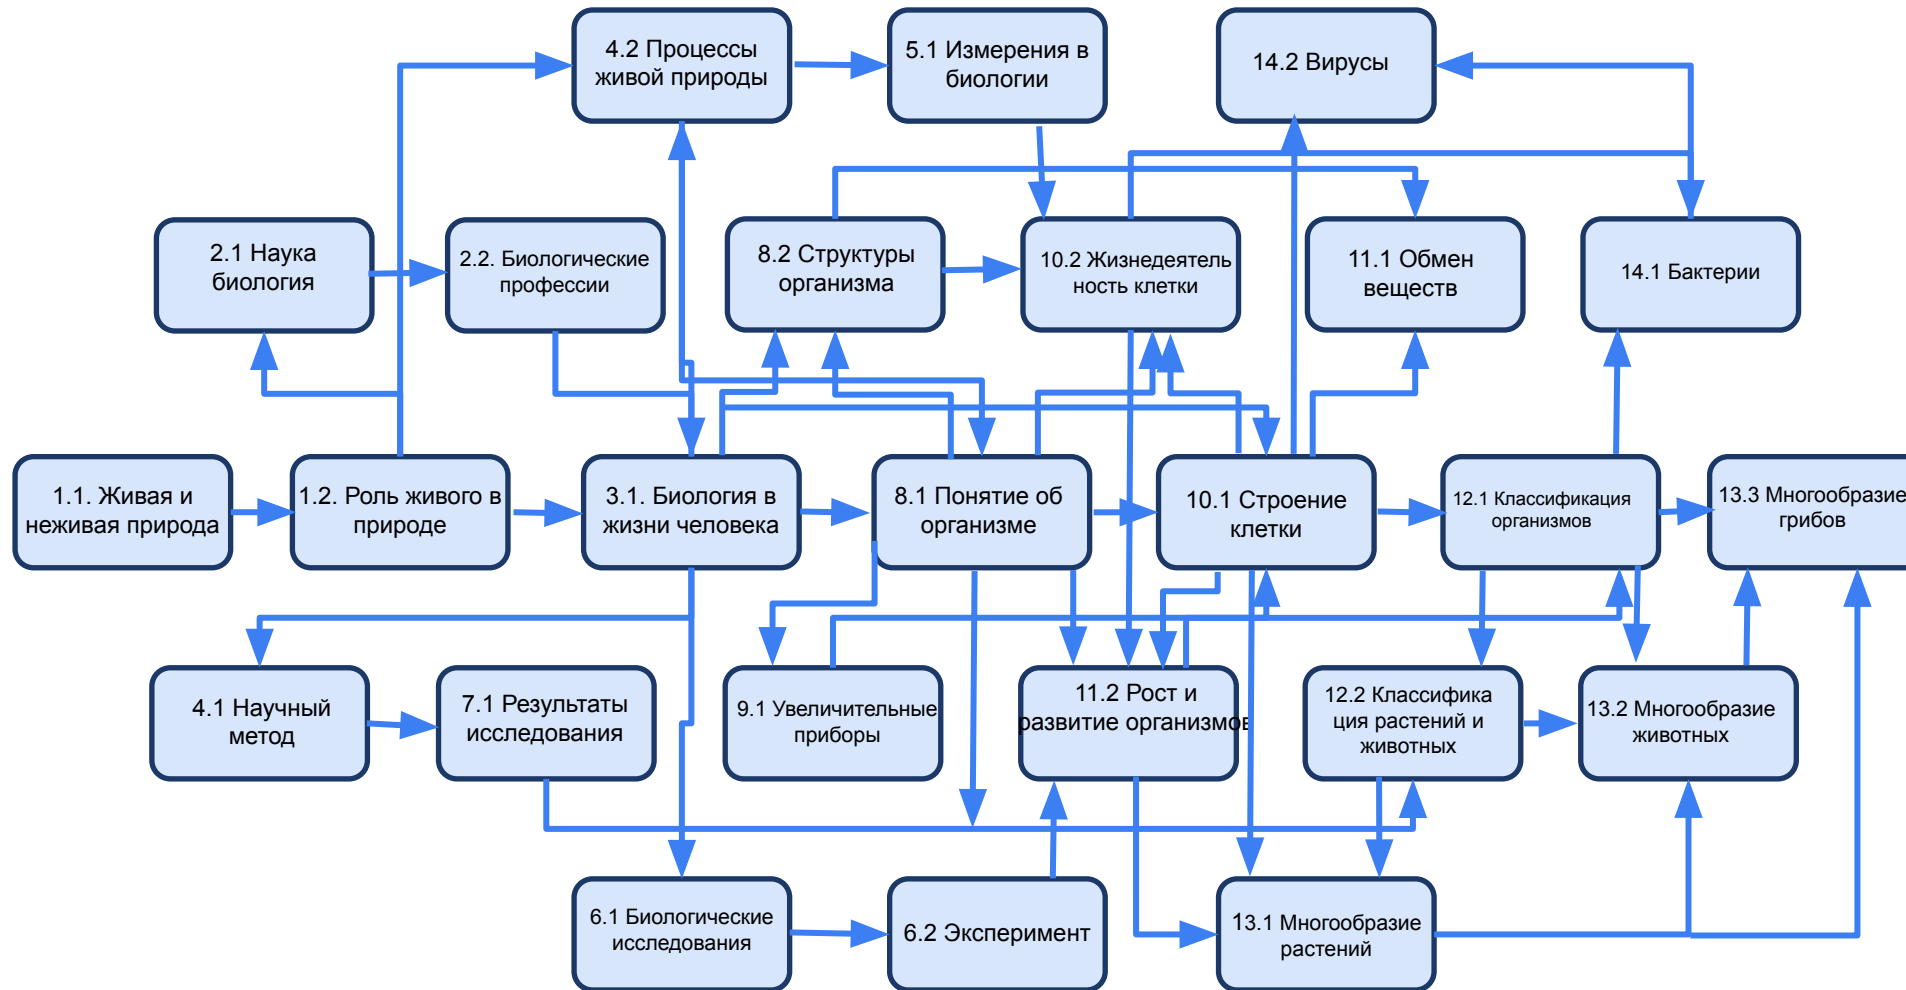 4.2 Процессы
живой природы
5.1 Измерения в
биологии
14.2 Вирусы
2.1 Наука
биология
2.2. Биологические
профессии
8.2 Структуры
организма
10.2 Жизнедеятель
ность клетки
11.1 Обмен
веществ
14.1 Бактерии
1.1. Живая и
неживая природа
1.2. Роль живого в
природе
3.1. Биология в
жизни человека
8.1 Понятие об
организме
10.1 Строение
клетки
12.1 Классификация
организмов
13.3 Многообразие
грибов
4.1 Научный
метод
7.1 Результаты
исследования
9.1 Увеличительные
приборы
11.2 Рост и
развитие организмов
12.2 Классифика
ция растений и
животных
13.2 Многообразие
животных
6.1 Биологические
исследования
6.2 Эксперимент
13.1 Многообразие
растений